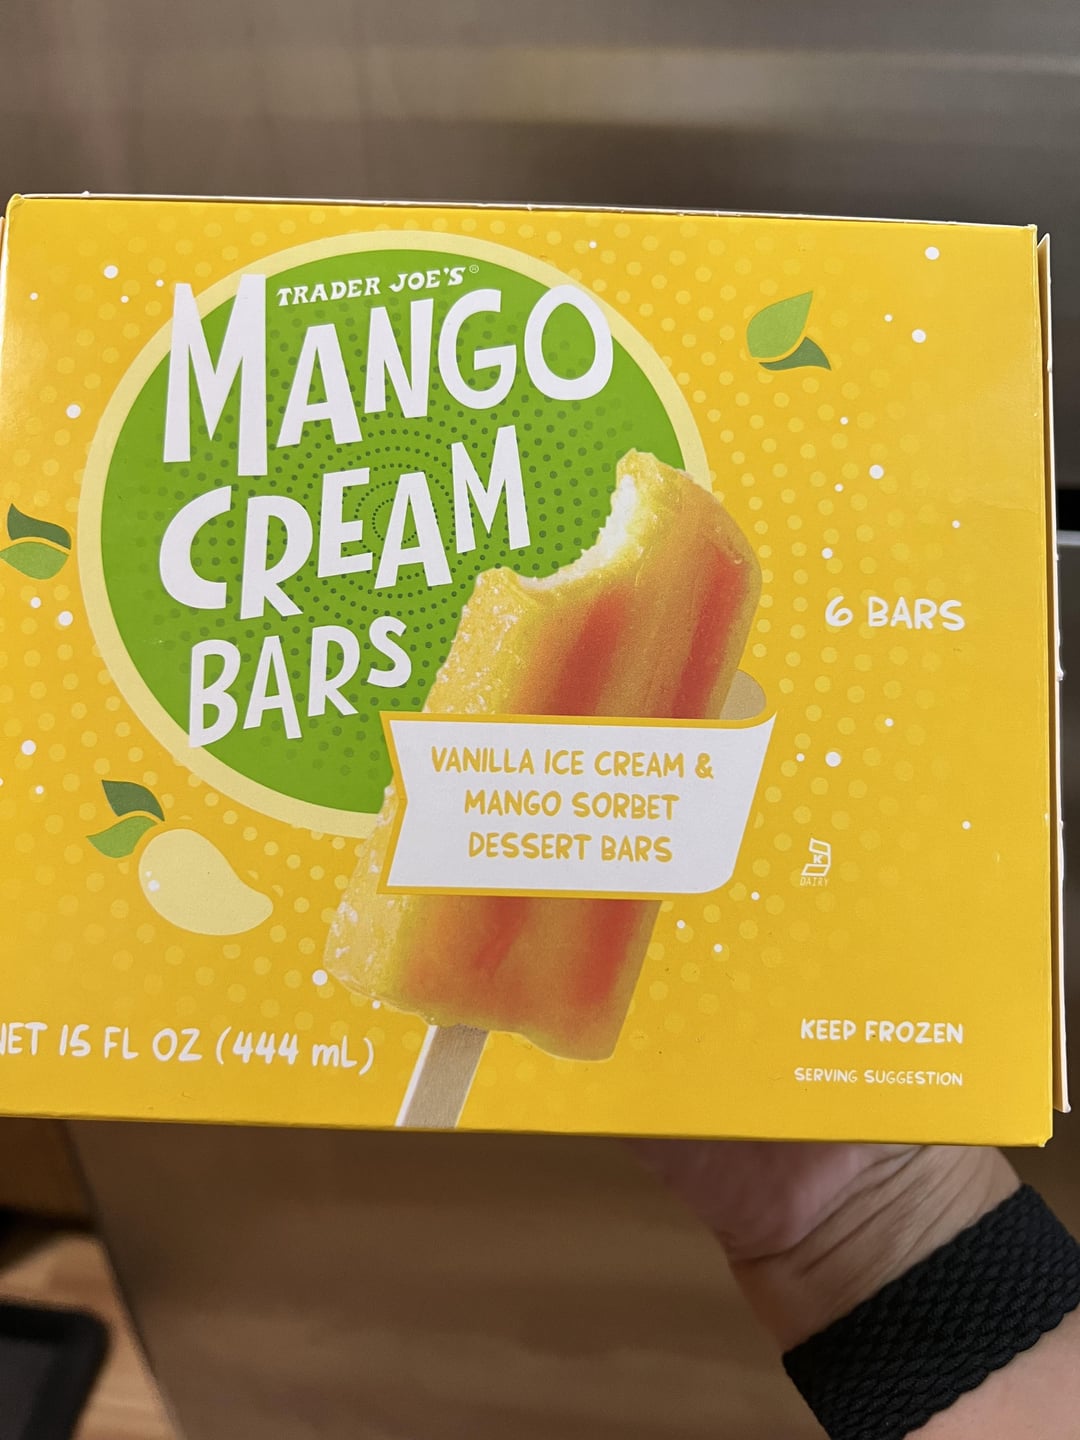 TRADER JOE'S®
MANGO
CREAM
BARS
6 BARS
VANILLA ICE CREAM &
MANGO SORBET
DESSERT BARS
K
DAIRY
NET 15 FL OZ (444 mL)
KEEP FROZEN
SERVING SUGGESTION